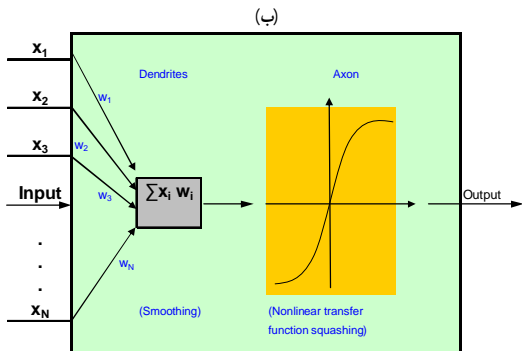 (ب)
x1
Dendrites
Axon
w1
x2
x3
w2
Input
w3
∑xi wi
Output
.
.
.
wN
xN
(Smoothing)
(Nonlinear transfer
function squashing)